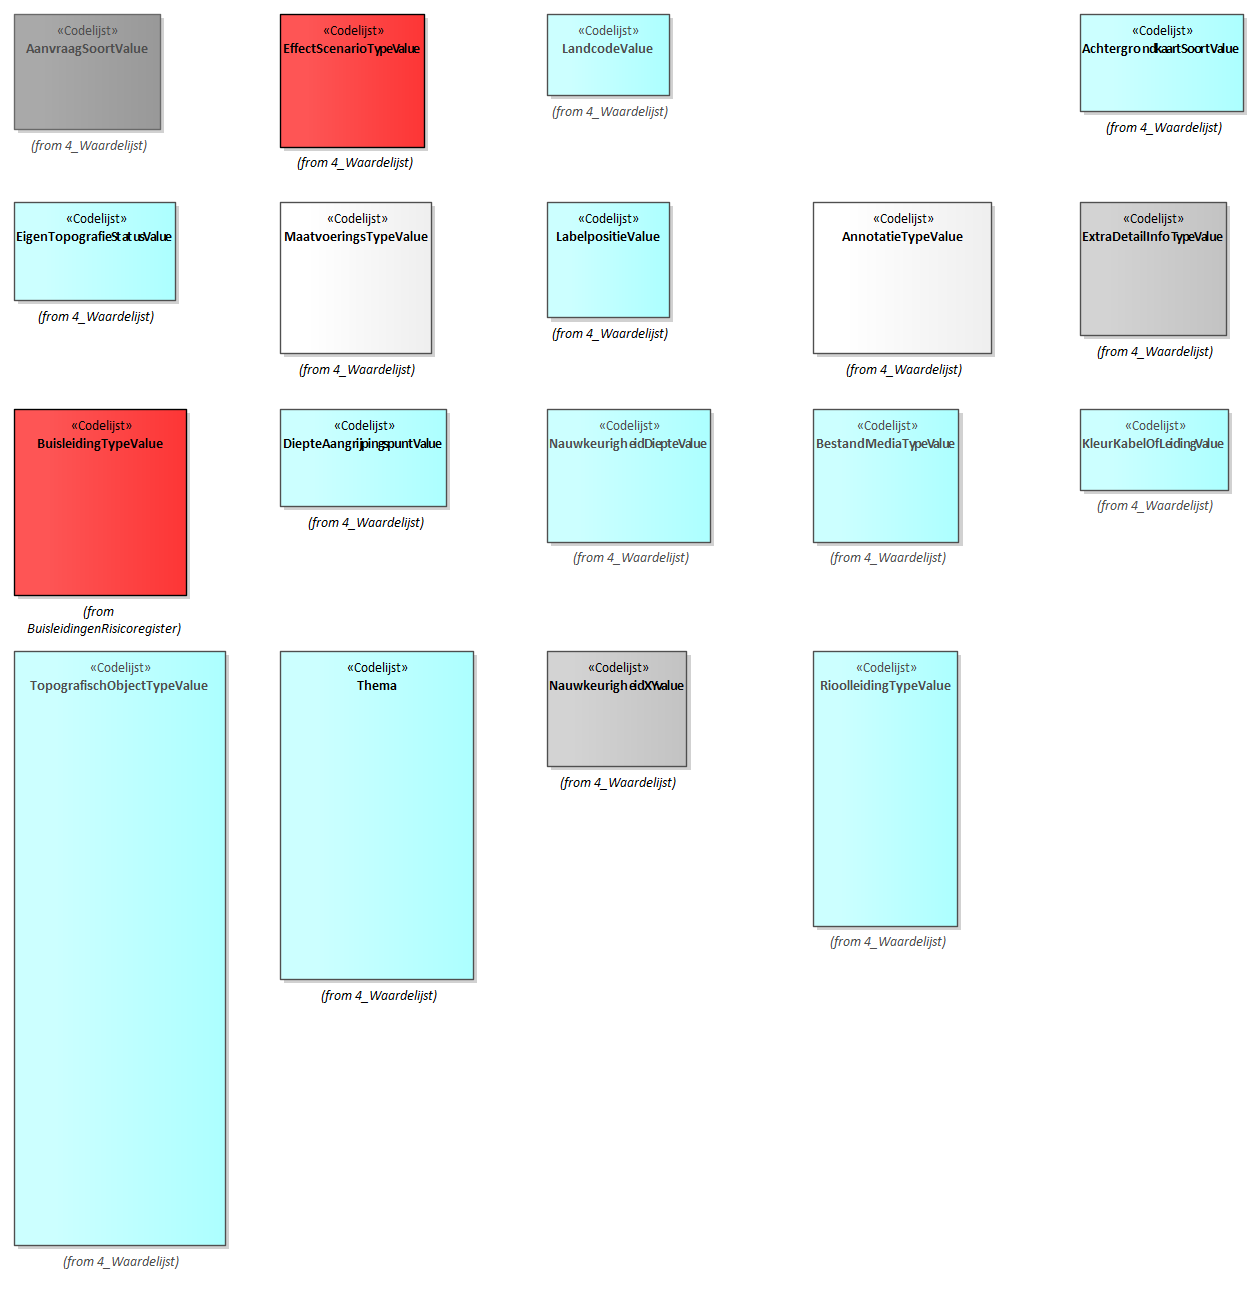 «Codelijst»
AanvraagSoortValue
(from 4_Waardelijst)
«Codelijst»
EffectScenarioTypeValue
(from 4_Waardelijst)
«Codelijst»
LandcodeValue
(from 4_Waardelijst)
«Codelijst»
AchtergrondkaartSoortValue
(from 4_Waardelijst)
«Codelijst»
EigenTopografieStatusValue
(from 4_Waardelijst)
«Codelijst»
MaatvoeringsTypeValue
(from 4_Waardelijst)
«Codelijst»
LabelpositieValue
(from 4_Waardelijst)
«Codelijst»
AnnotatieTypeValue
(from 4_Waardelijst)
«Codelijst»
ExtraDetailInfoTypeValue
(from 4_Waardelijst)
«Codelijst»
BuisleidingTypeValue
(from
BuisleidingenRisicoregister)
«Codelijst»
DiepteAangrijpingspuntValue
(from 4_Waardelijst)
«Codelijst»
NauwkeurigheidDiepteValue
(from 4_Waardelijst)
«Codelijst»
BestandMediaTypeValue
(from 4_Waardelijst)
«Codelijst»
KleurKabelOfLeidingValue
(from 4_Waardelijst)
«Codelijst»
TopografischObjectTypeValue
(from 4_Waardelijst)
«Codelijst»
Thema
(from 4_Waardelijst)
«Codelijst»
NauwkeurigheidXYvalue
(from 4_Waardelijst)
«Codelijst»
RioolleidingTypeValue
(from 4_Waardelijst)